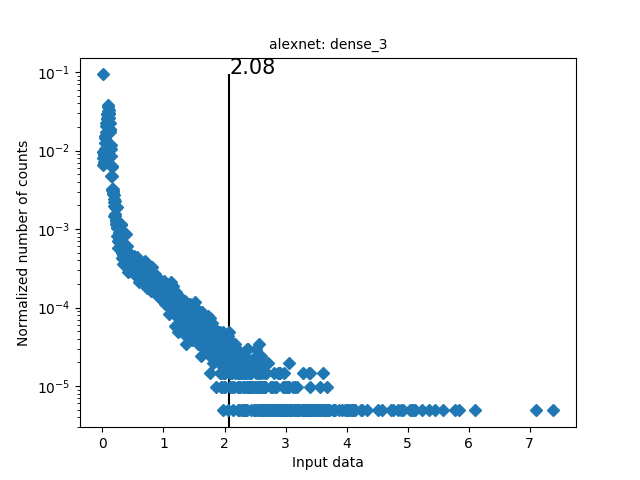 alexnet: dense_3
2.08
10⁻¹
10⁻²
10⁻³
10⁻⁴
10⁻⁵
Normalized number of counts
0 1 2 3 4 5 6 7
Input data